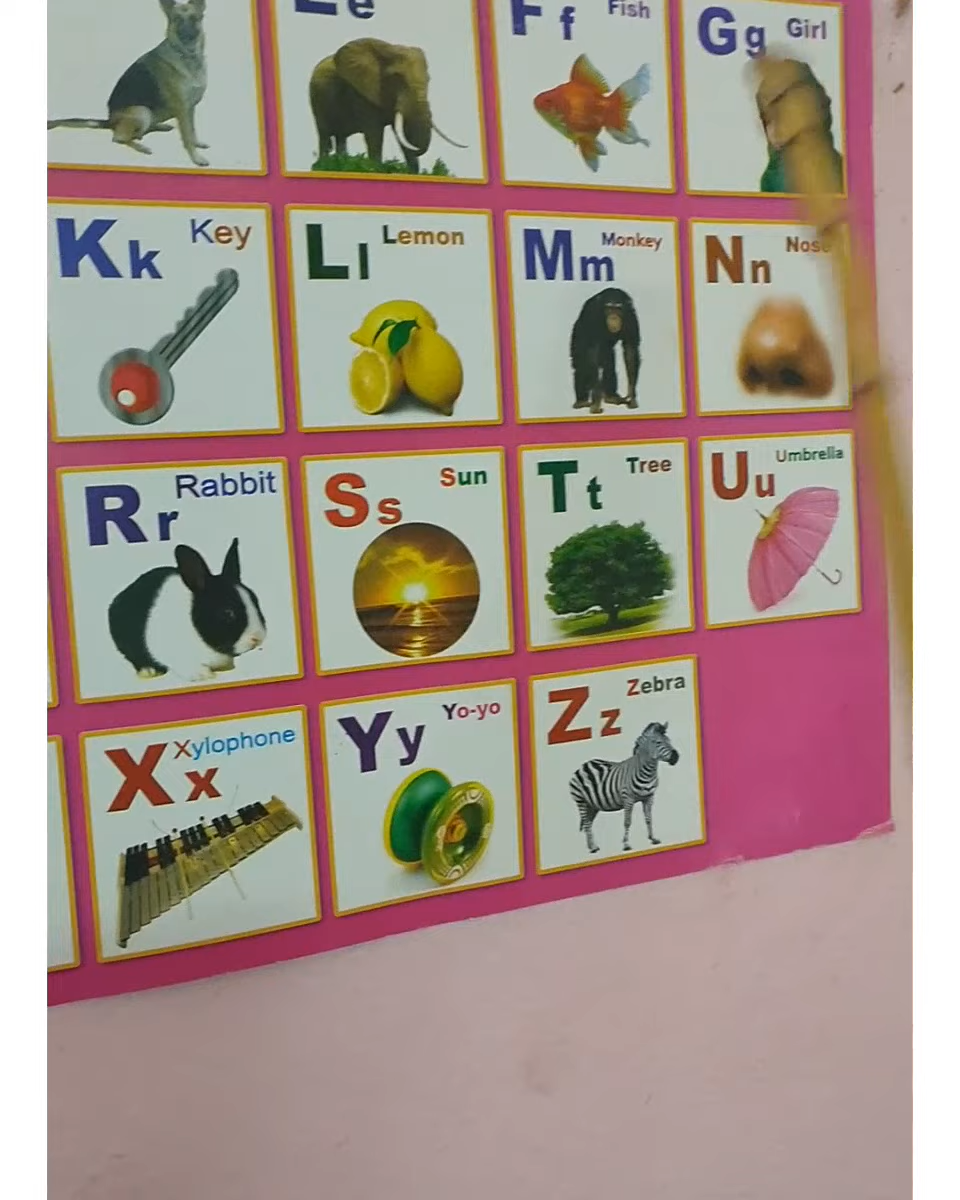 Ee
Ff Fish
Gg Girl
Kk Key
Ll Lemon
Mm Monkey
Nn Nose
Rr Rabbit
Ss Sun
Tt Tree
Uu Umbrella
Xx Xylophone
Yy Yo-yo
Zz Zebra